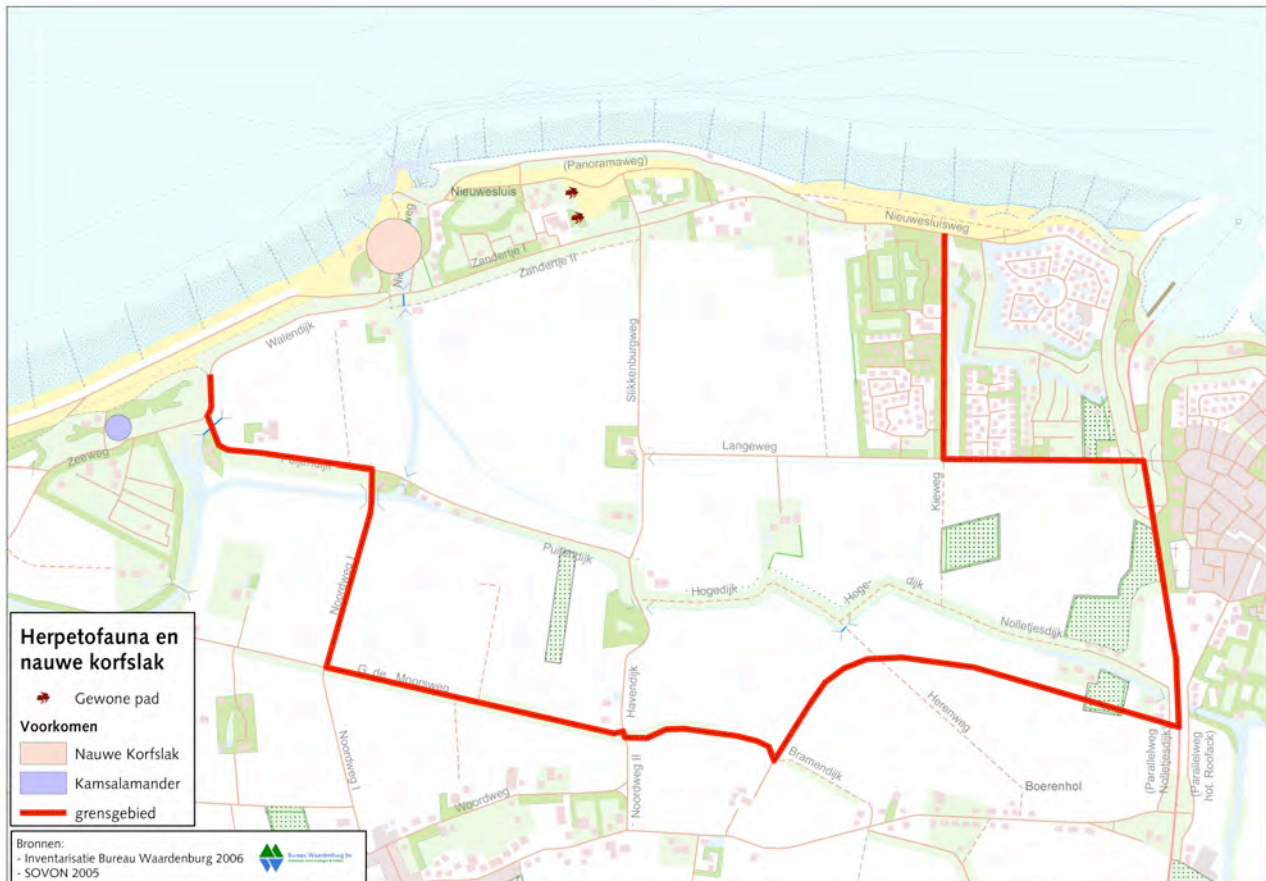 (Panoramaweg)
Nieuwesluis
Nieuwesluisweg
Zandertje I
Zandertje II
Walendijk
Slikkenburgweg
Zeeweg
Langeweg
Kieweg
Puijendijk
Noordweg I
Hogedijk
-Hoge-
dijk
Nolletjesdijk
G. de Moorsweg
Havendijk
Herenweg
Bramendijk
Noordweg I
- Noordweg II
Woordweg
Boerenhol
(Parallelweg
Nolletjesdijk)
(Parallelweg
hot. Roofack)
Herpetofauna en
nauwe korfslak
Gewone pad
Voorkomen
Nauwe Korfslak
Kamsalamander
grensgebied
Bronnen:
- Inventarisatie Bureau Waardenburg 2006
- SOVON 2005
Bureau Waardenburg bv